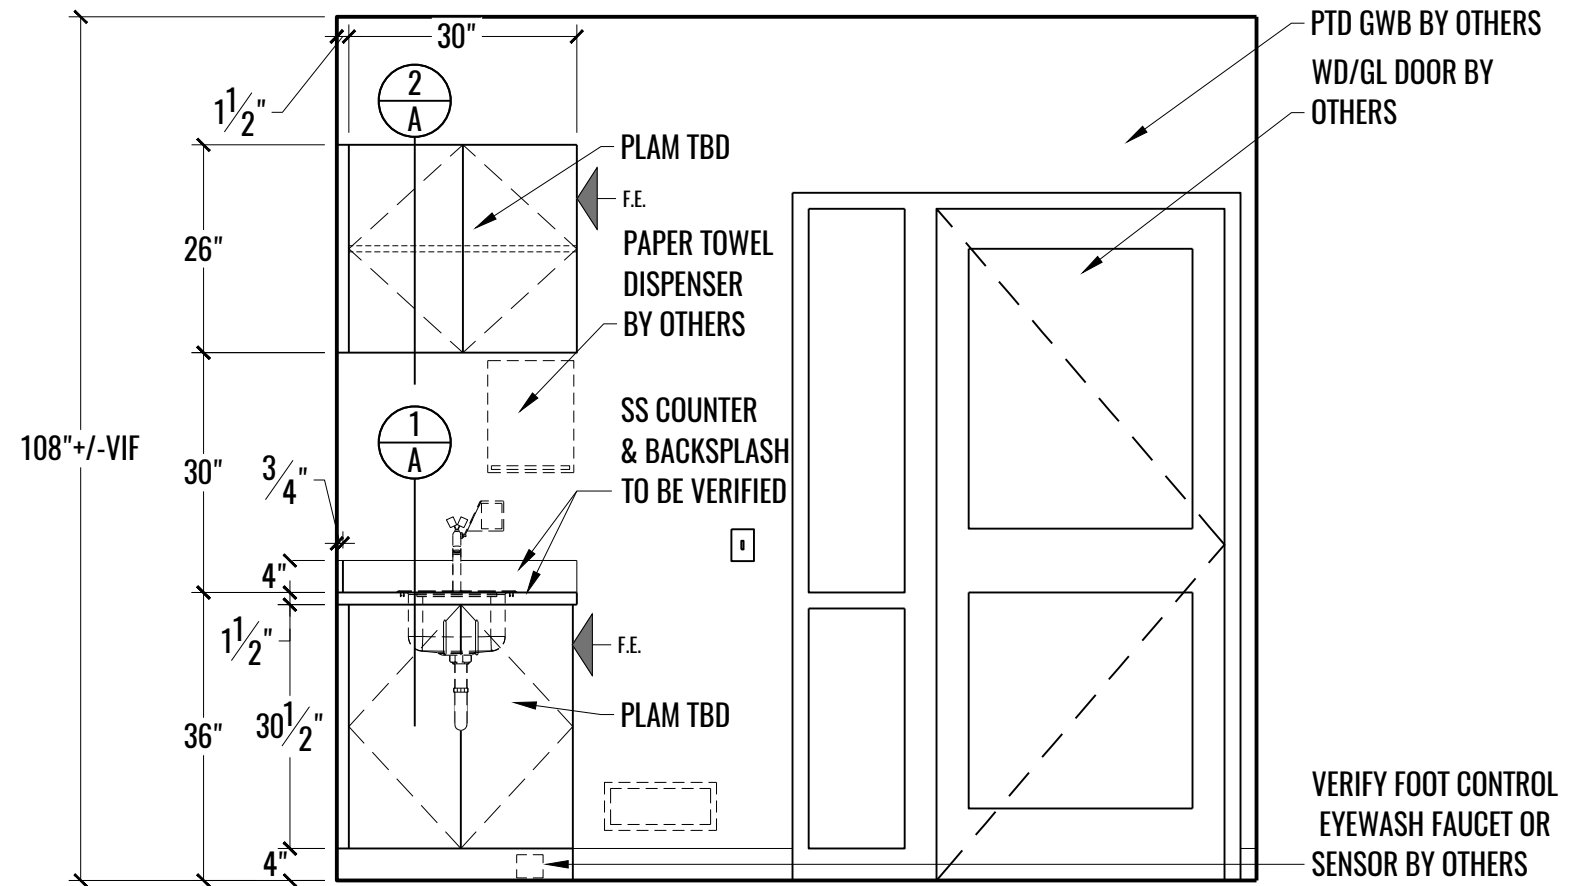 PTD GWB BY OTHERS
30"
WD/GL DOOR BY
OTHERS
2
A
1 1/2"
PLAM TBD
F.E.
26"
PAPER TOWEL
DISPENSER
BY OTHERS
SS COUNTER
& BACKSPLASH
TO BE VERIFIED
1
A
108"+/-VIF
30"
3/4"
4"
1 1/2"
F.E.
PLAM TBD
36"
30 1/2"
VERIFY FOOT CONTROL
EYEWASH FAUCET OR
SENSOR BY OTHERS
4"